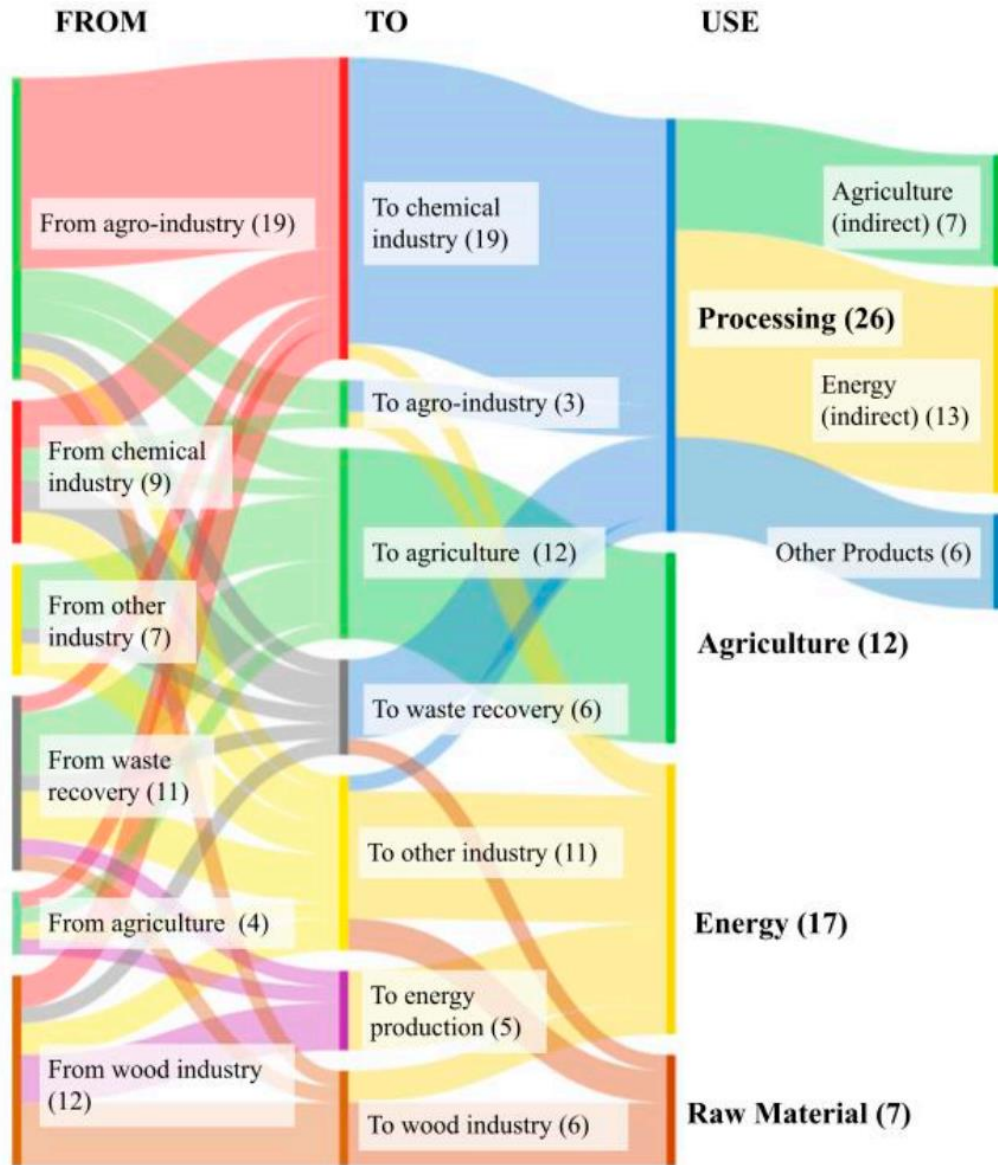 FROM
TO
USE
From agro-industry (19)
From chemical
industry (9)
From other
industry (7)
From waste
recovery (11)
From agriculture (4)
From wood industry
(12)
To chemical
industry (19)
To agro-industry (3)
To agriculture (12)
To waste recovery (6)
To other industry (11)
To energy
production (5)
To wood industry (6)
Processing (26)
Agriculture (12)
Energy (17)
Raw Material (7)
Agriculture
(indirect) (7)
Energy
(indirect) (13)
Other Products (6)